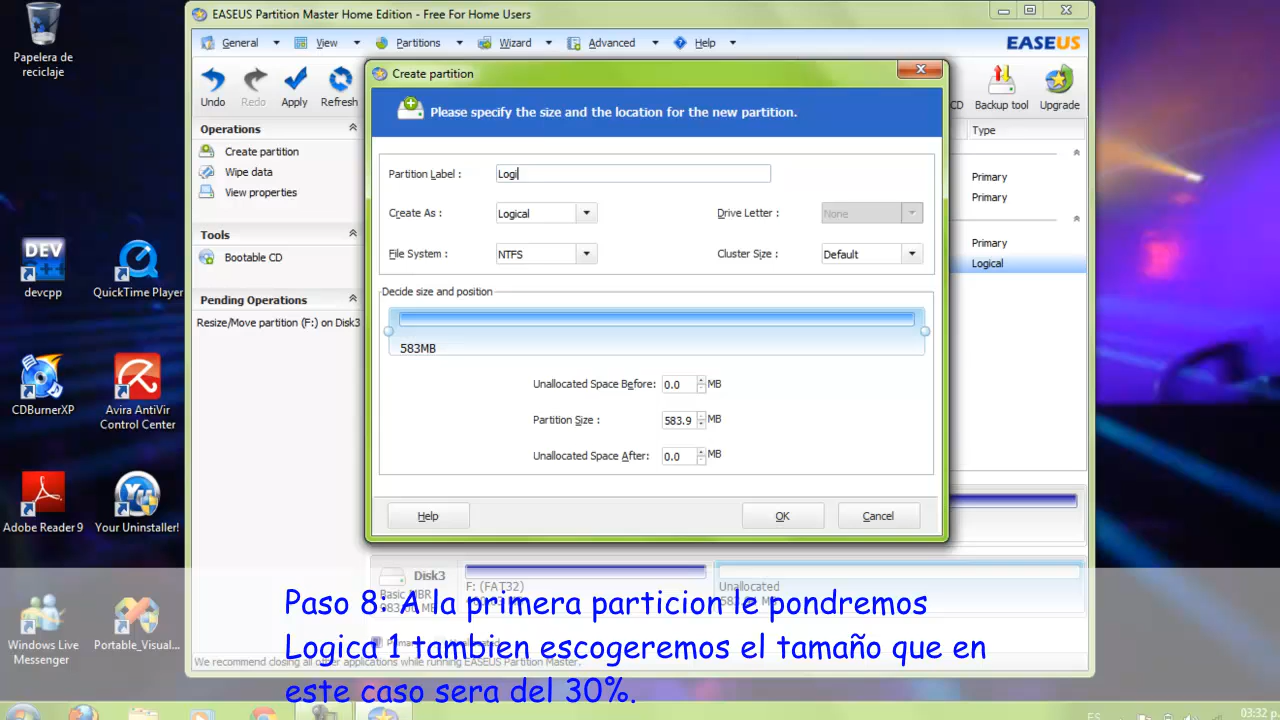 EASEUS Partition Master Home Edition - Free For Home Users
Papelera de
reciclaje
General View Partitions Wizard Advanced Help
EASEUS
Undo Redo Apply Refresh
CD Backup tool Upgrade
Create partition
Please specify the size and the location for the new partition.
Operations
Create partition
Wipe data
View properties
Tools
Bootable CD
Pending Operations
Resize/Move partition (F:) on Disk3
Type
Primary
Primary
Primary
Logical
Partition Label :
Logi
Create As :
Logical
Drive Letter :
None
File System :
NTFS
Cluster Size :
Default
Decide size and position
583MB
Unallocated Space Before: 0.0 MB
Partition Size : 583.9 MB
Unallocated Space After: 0.0 MB
Help OK Cancel
DEV
devcpp
QuickTime Player
CDBurnerXP
Avira AntiVir
Control Center
Adobe Reader 9
Your Uninstaller!
Windows Live
Messenger
Portable_Visual...
Disk3
Basic MBR
F: (FAT32)
Unallocated
Paso 8: A la primera particion le pondremos
Logica 1 tambien escogeremos el tamaño que en
este caso sera del 30%.
We recommend closing all other applications while running EASEUS Partition Master.
ES
03:32 p.